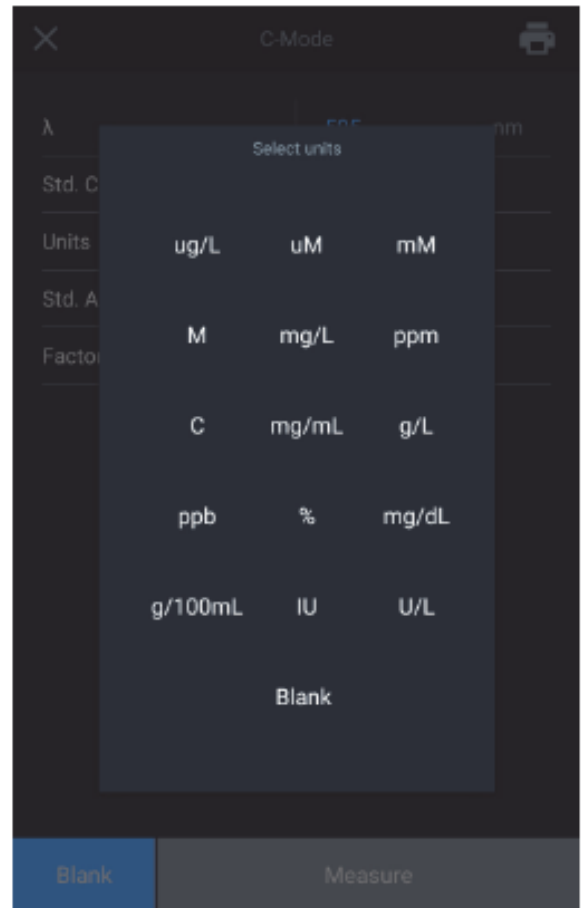 C-Mode
λ nm
Select units
Std. C
Units
ug/L uM mM
Std. A
M mg/L ppm
Facto
C mg/mL g/L
ppb % mg/dL
g/100mL IU U/L
Blank
Blank Measure